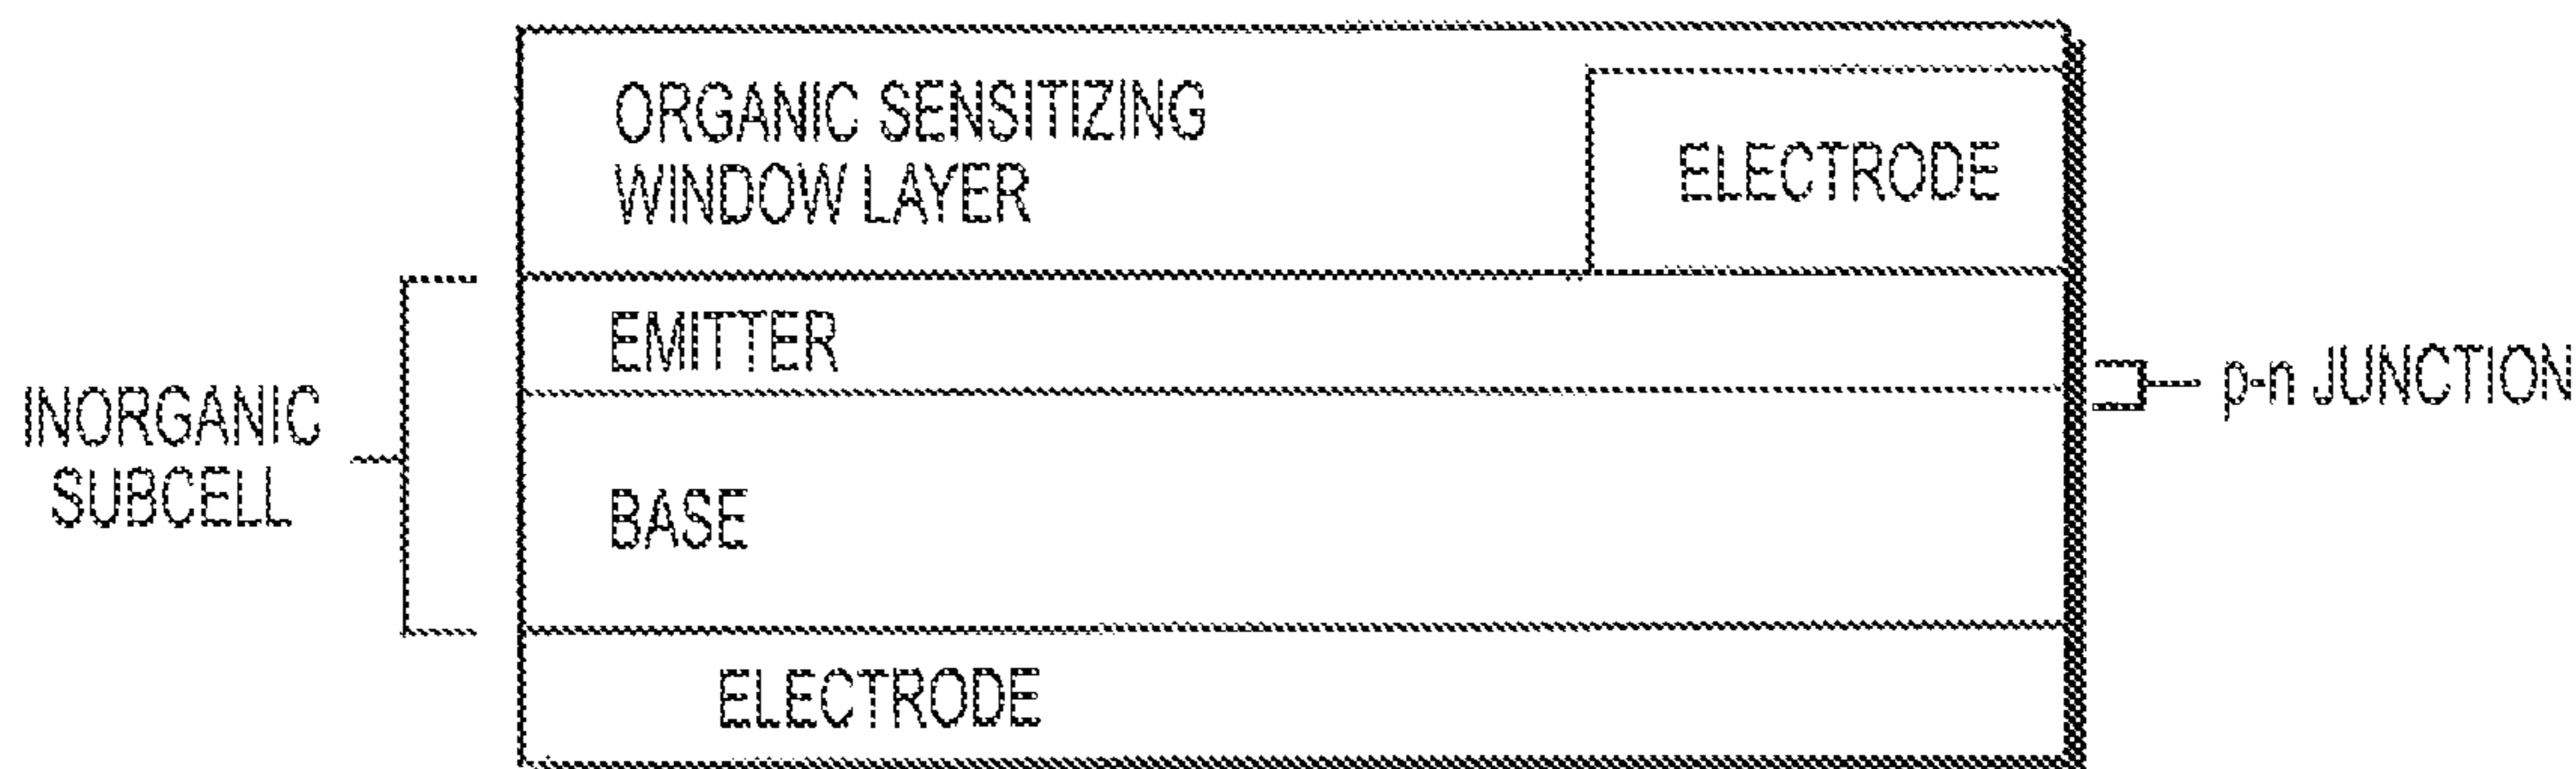 ORGANIC SENSITIZING
WINDOW LAYER
ELECTRODE
EMITTER
p-n JUNCTION
INORGANIC
SUBCELL
BASE
ELECTRODE